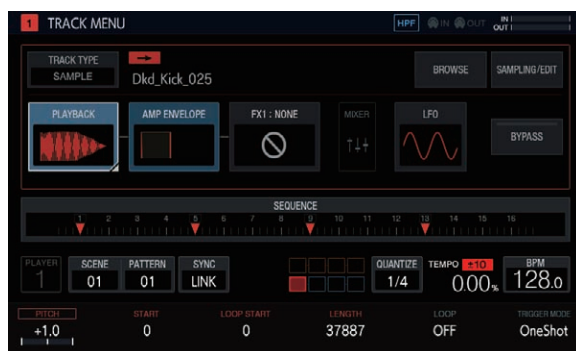 1 TRACK MENU HPF IN OUT IN
OUT
TRACK TYPE
SAMPLE Dkd_Kick_025 BROWSE SAMPLING/EDIT
PLAYBACK AMP ENVELOPE FX1 : NONE MIXER LFO
BYPASS
SEQUENCE
1 2 3 4 5 6 7 8 9 10 11 12 13 14 15 16
PLAYER SCENE PATTERN SYNC QUANTIZE TEMPO ±10 BPM
1 01 01 LINK 1/4 0.00% 128.0
PITCH START LOOP START LENGTH LOOP TRIGGER MODE
+1.0 0 0 37887 OFF OneShot